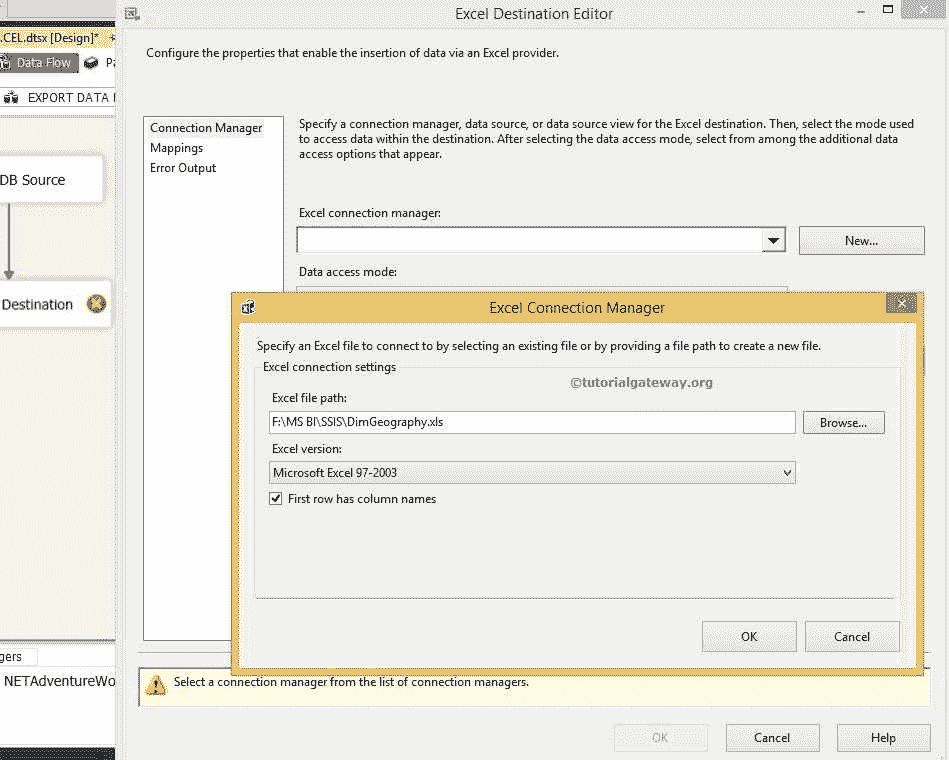 Excel Destination Editor
.CEL.dtsx [Design]*
Data Flow
Configure the properties that enable the insertion of data via an Excel provider.
EXPORT DATA
DB Source
Destination
Connection Manager
Mappings
Error Output
Specify a connection manager, data source, or data source view for the Excel destination. Then, select the mode used
to access data within the destination. After selecting the data access mode, select from among the additional data
access options that appear.
Excel connection manager:
New...
Data access mode:
Excel Connection Manager
Specify an Excel file to connect to by selecting an existing file or by providing a file path to create a new file.
Excel connection settings
©tutorialgateway.org
Excel file path:
F:\MS BI\SSIS\DimGeography.xls
Browse...
Excel version:
Microsoft Excel 97-2003
First row has column names
OK
Cancel
gers
NETAdventureWo
Select a connection manager from the list of connection managers.
OK
Cancel
Help